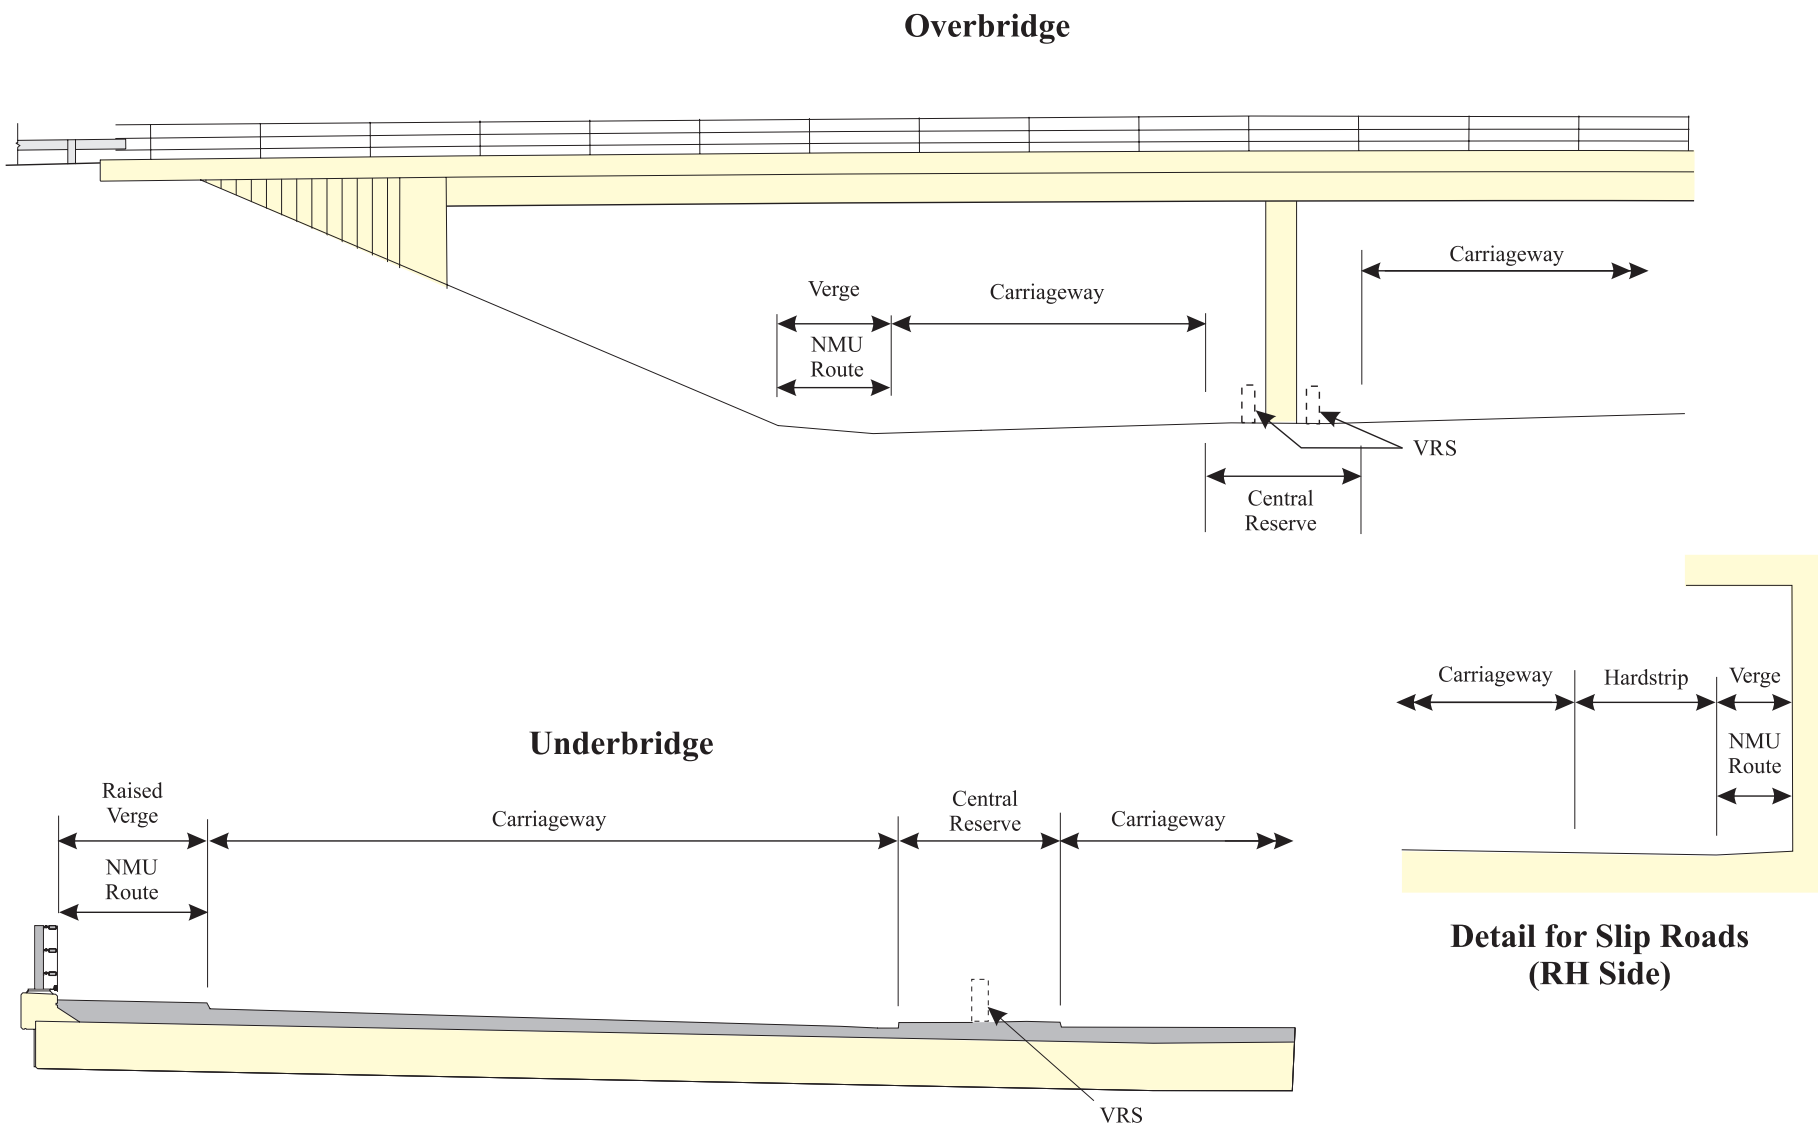 Overbridge
Carriageway
Verge
Carriageway
NMU
Route
VRS
Central
Reserve
Carriageway
Hardstrip
Verge
NMU
Route
Detail for Slip Roads
(RH Side)
Underbridge
Raised
Verge
Carriageway
Central
Reserve
Carriageway
NMU
Route
VRS